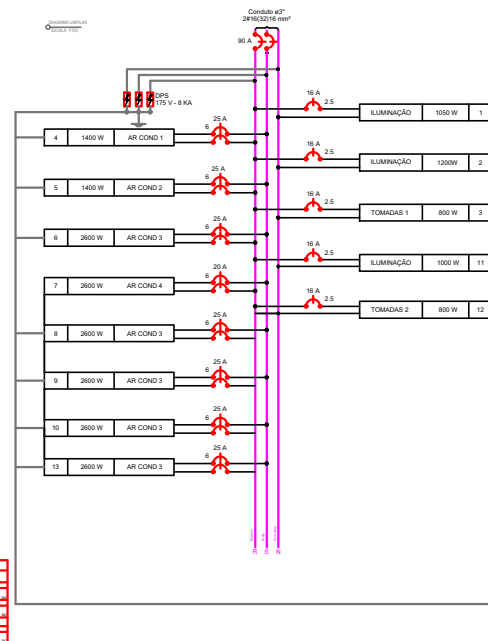 Conduto ø3"
2#16(32)16 mm²
DIAGRAMA UNIFILAR
ESCALA: 1/100
90 A
DPS
175 V - 8 KA
16 A
2.5
ILUMINAÇÃO 1050 W 1
25 A
6
4 1400 W AR COND 1
16 A
2.5
ILUMINAÇÃO 1200W 2
25 A
6
5 1400 W AR COND 2
16 A
2.5
TOMADAS 1 800 W 3
25 A
6
6 2600 W AR COND 3
16 A
2.5
ILUMINAÇÃO 1000 W 11
20 A
6
7 2600 W AR COND 4
16 A
2.5
TOMADAS 2 800 W 12
25 A
6
8 2600 W AR COND 3
25 A
6
9 2600 W AR COND 3
25 A
6
10 2600 W AR COND 3
25 A
6
13 2600 W AR COND 3